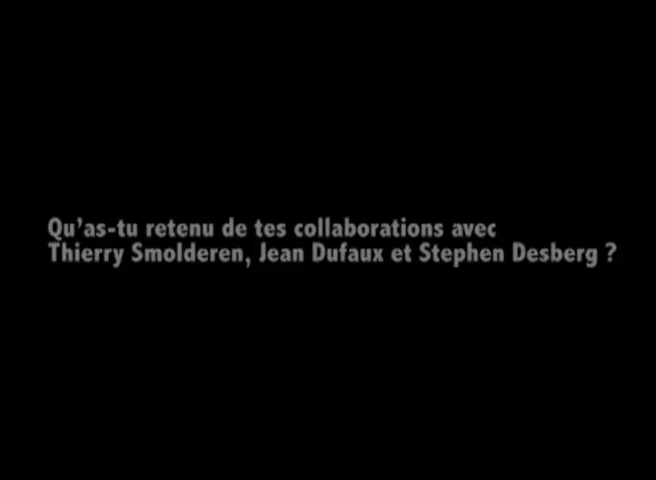 Qu’as-tu retenu de tes collaborations avec
Thierry Smolderen, Jean Dufaux et Stephen Desberg ?